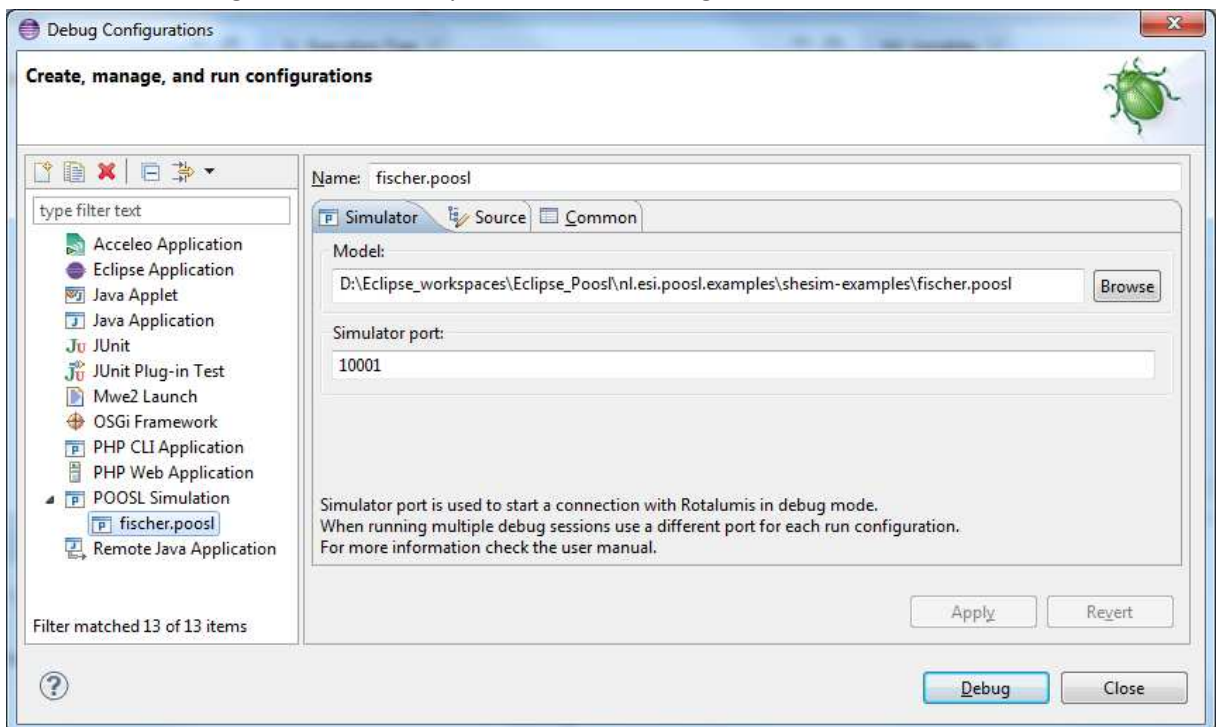 Debug Configurations
Create, manage, and run configurations
type filter text
Acceleo Application
Eclipse Application
Java Applet
Java Application
Ju JUnit
JUnit Plug-in Test
Mwe2 Launch
OSGi Framework
PHP CLI Application
PHP Web Application
POOSL Simulation
fischer.poosl
Remote Java Application
Filter matched 13 of 13 items
Name: fischer.poosl
Simulator Source Common
Model:
D:\Eclipse_workspaces\Eclipse_Poosl\nl.esi.poosl.examples\shesim-examples\fischer.poosl Browse
Simulator port:
10001
Simulator port is used to start a connection with Rotalumis in debug mode.
When running multiple debug sessions use a different port for each run configuration.
For more information check the user manual.
Apply Revert
Debug Close